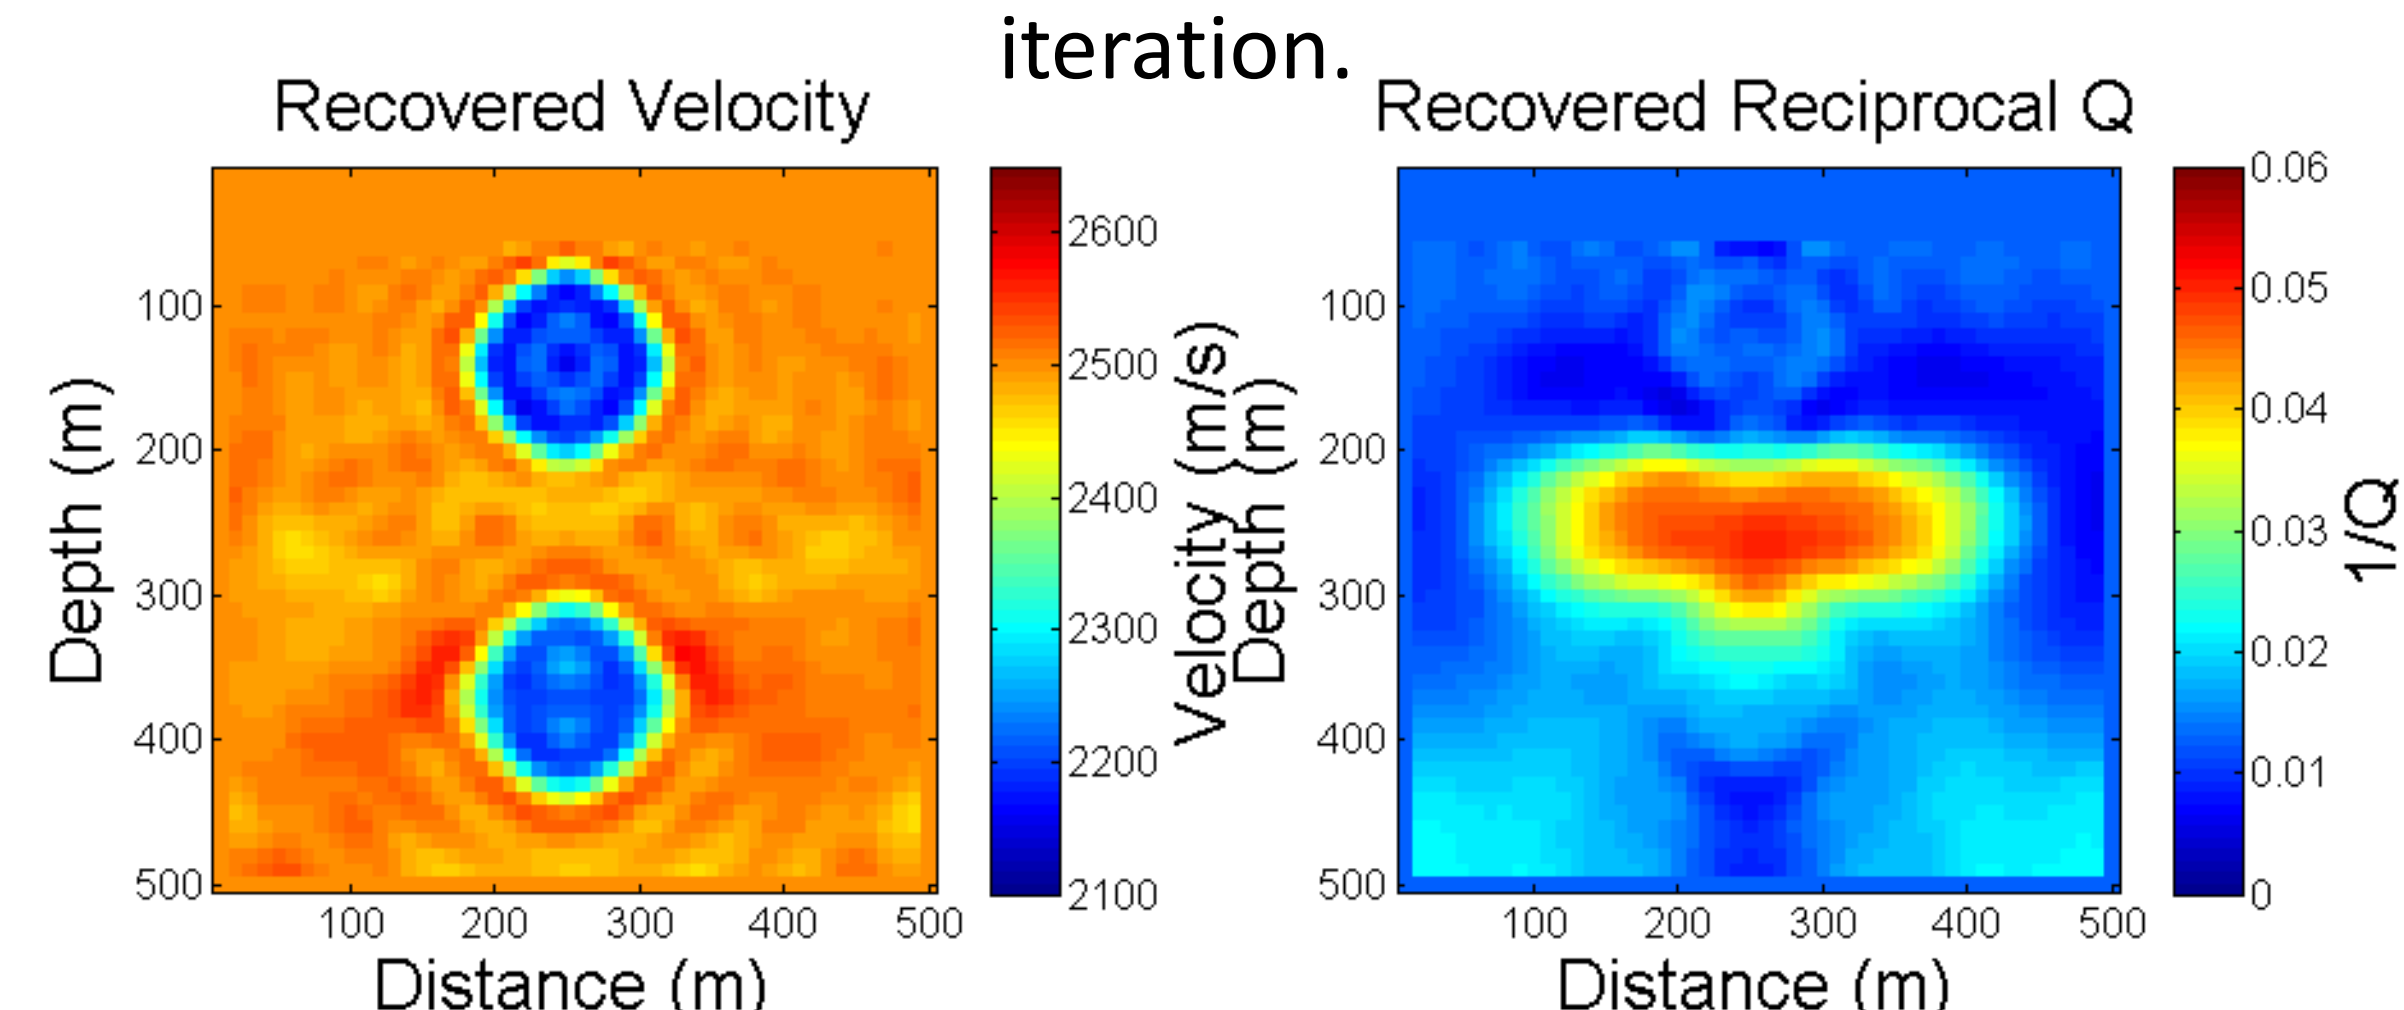 iteration.
Recovered Velocity
Recovered Reciprocal Q
Depth (m)
100
200
300
400
500
100 200 300 400 500
Distance (m)
2600
2500
2400
2300
2200
2100
Velocity (m/s)
Depth (m)
100
200
300
400
500
100 200 300 400 500
Distance (m)
0.06
0.05
0.04
0.03
0.02
0.01
0
1/Q